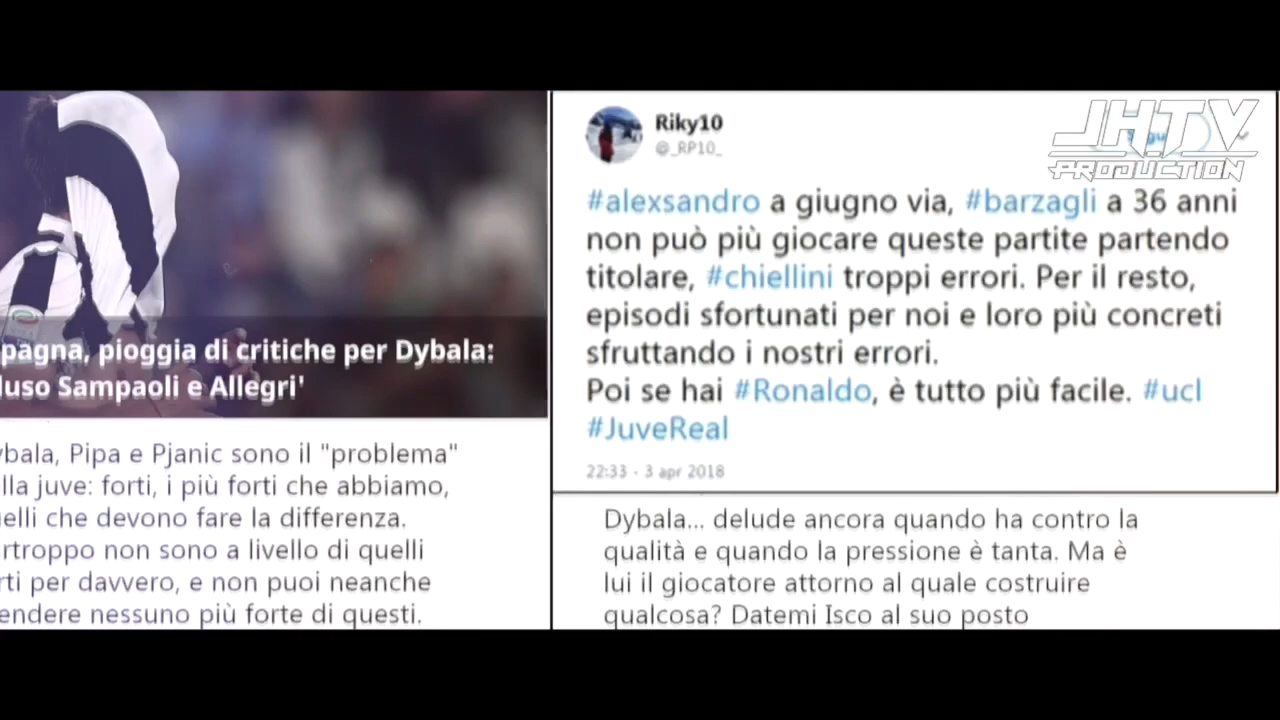 JHTV
PRODUCTION
pagna, pioggia di critiche per Dybala:
luso Sampaoli e Allegri'
ybala, Pipa e Pjanic sono il "problema"
lla juve: forti, i più forti che abbiamo,
elli che devono fare la differenza.
rtroppo non sono a livello di quelli
rti per davvero, e non puoi neanche
endere nessuno più forte di questi.
Riky10
@_RP10_
#alexsandro a giugno via, #barzagli a 36 anni
non può più giocare queste partite partendo
titolare, #chiellini troppi errori. Per il resto,
episodi sfortunati per noi e loro più concreti
sfruttando i nostri errori.
Poi se hai #Ronaldo, è tutto più facile. #ucl
#JuveReal
22:33 - 3 apr 2018
Dybala... delude ancora quando ha contro la
qualità e quando la pressione è tanta. Ma è
lui il giocatore attorno al quale costruire
qualcosa? Datemi Isco al suo posto